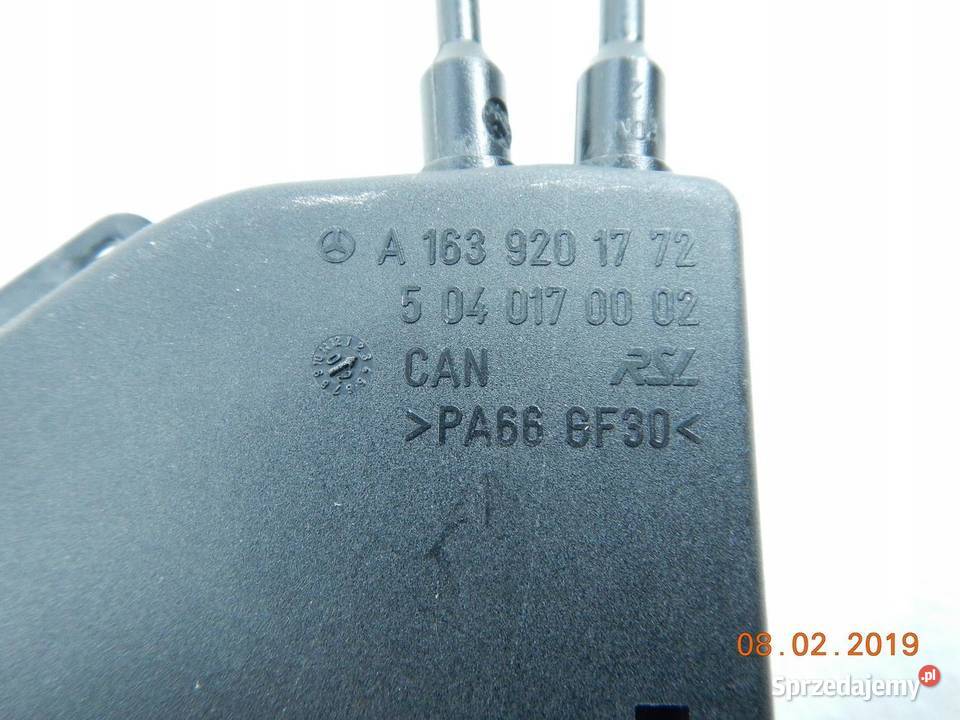 A 163 920 17 72
5 04 017 00 02
CAN RSL
>PA66 GF30<
08.02.2019
Sprzedajemy.pl